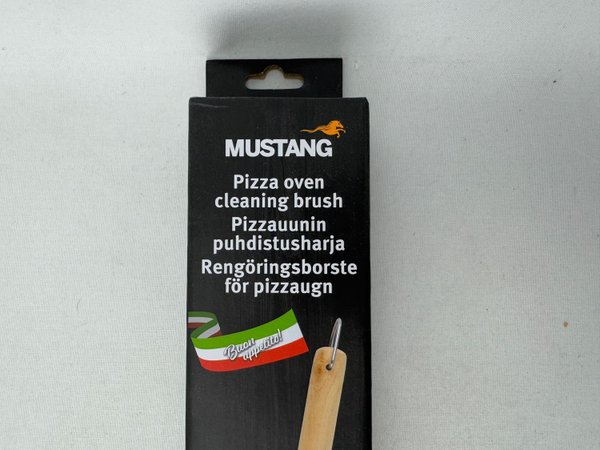 MUSTANG
Pizza oven
cleaning brush
Pizzauunin
puhdistusharja
Rengöringsborste
för pizzaugn
Buon
appetito!